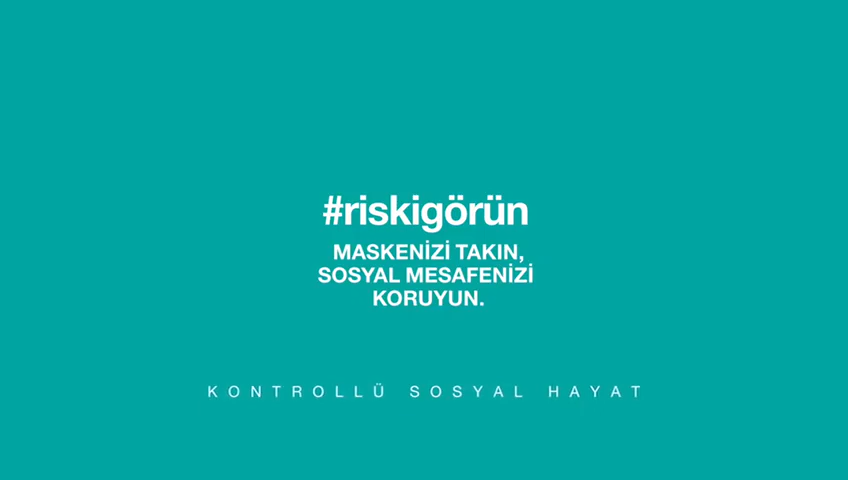 #riskigörün
MASKENİZİ TAKIN,
SOSYAL MESAFENİZİ
KORUYUN.
KONTROLLÜ SOSYAL HAYAT